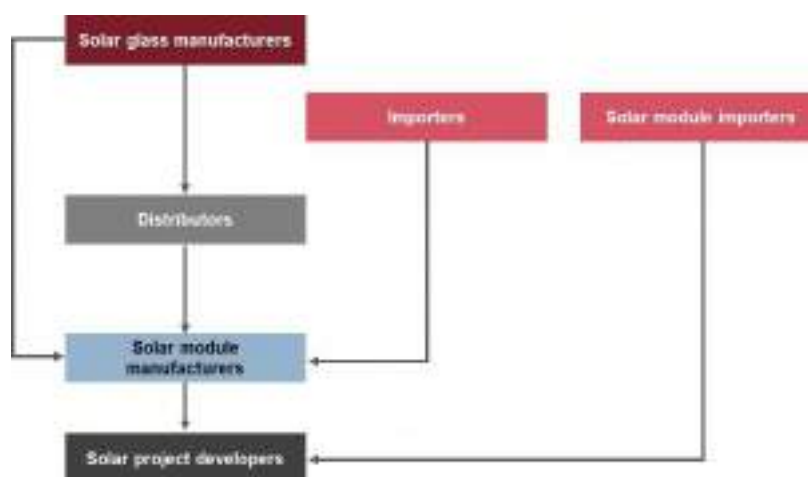 Solar glass manufacturers
Importers
Solar module importers
Distributors
Solar module
manufacturers
Solar project developers